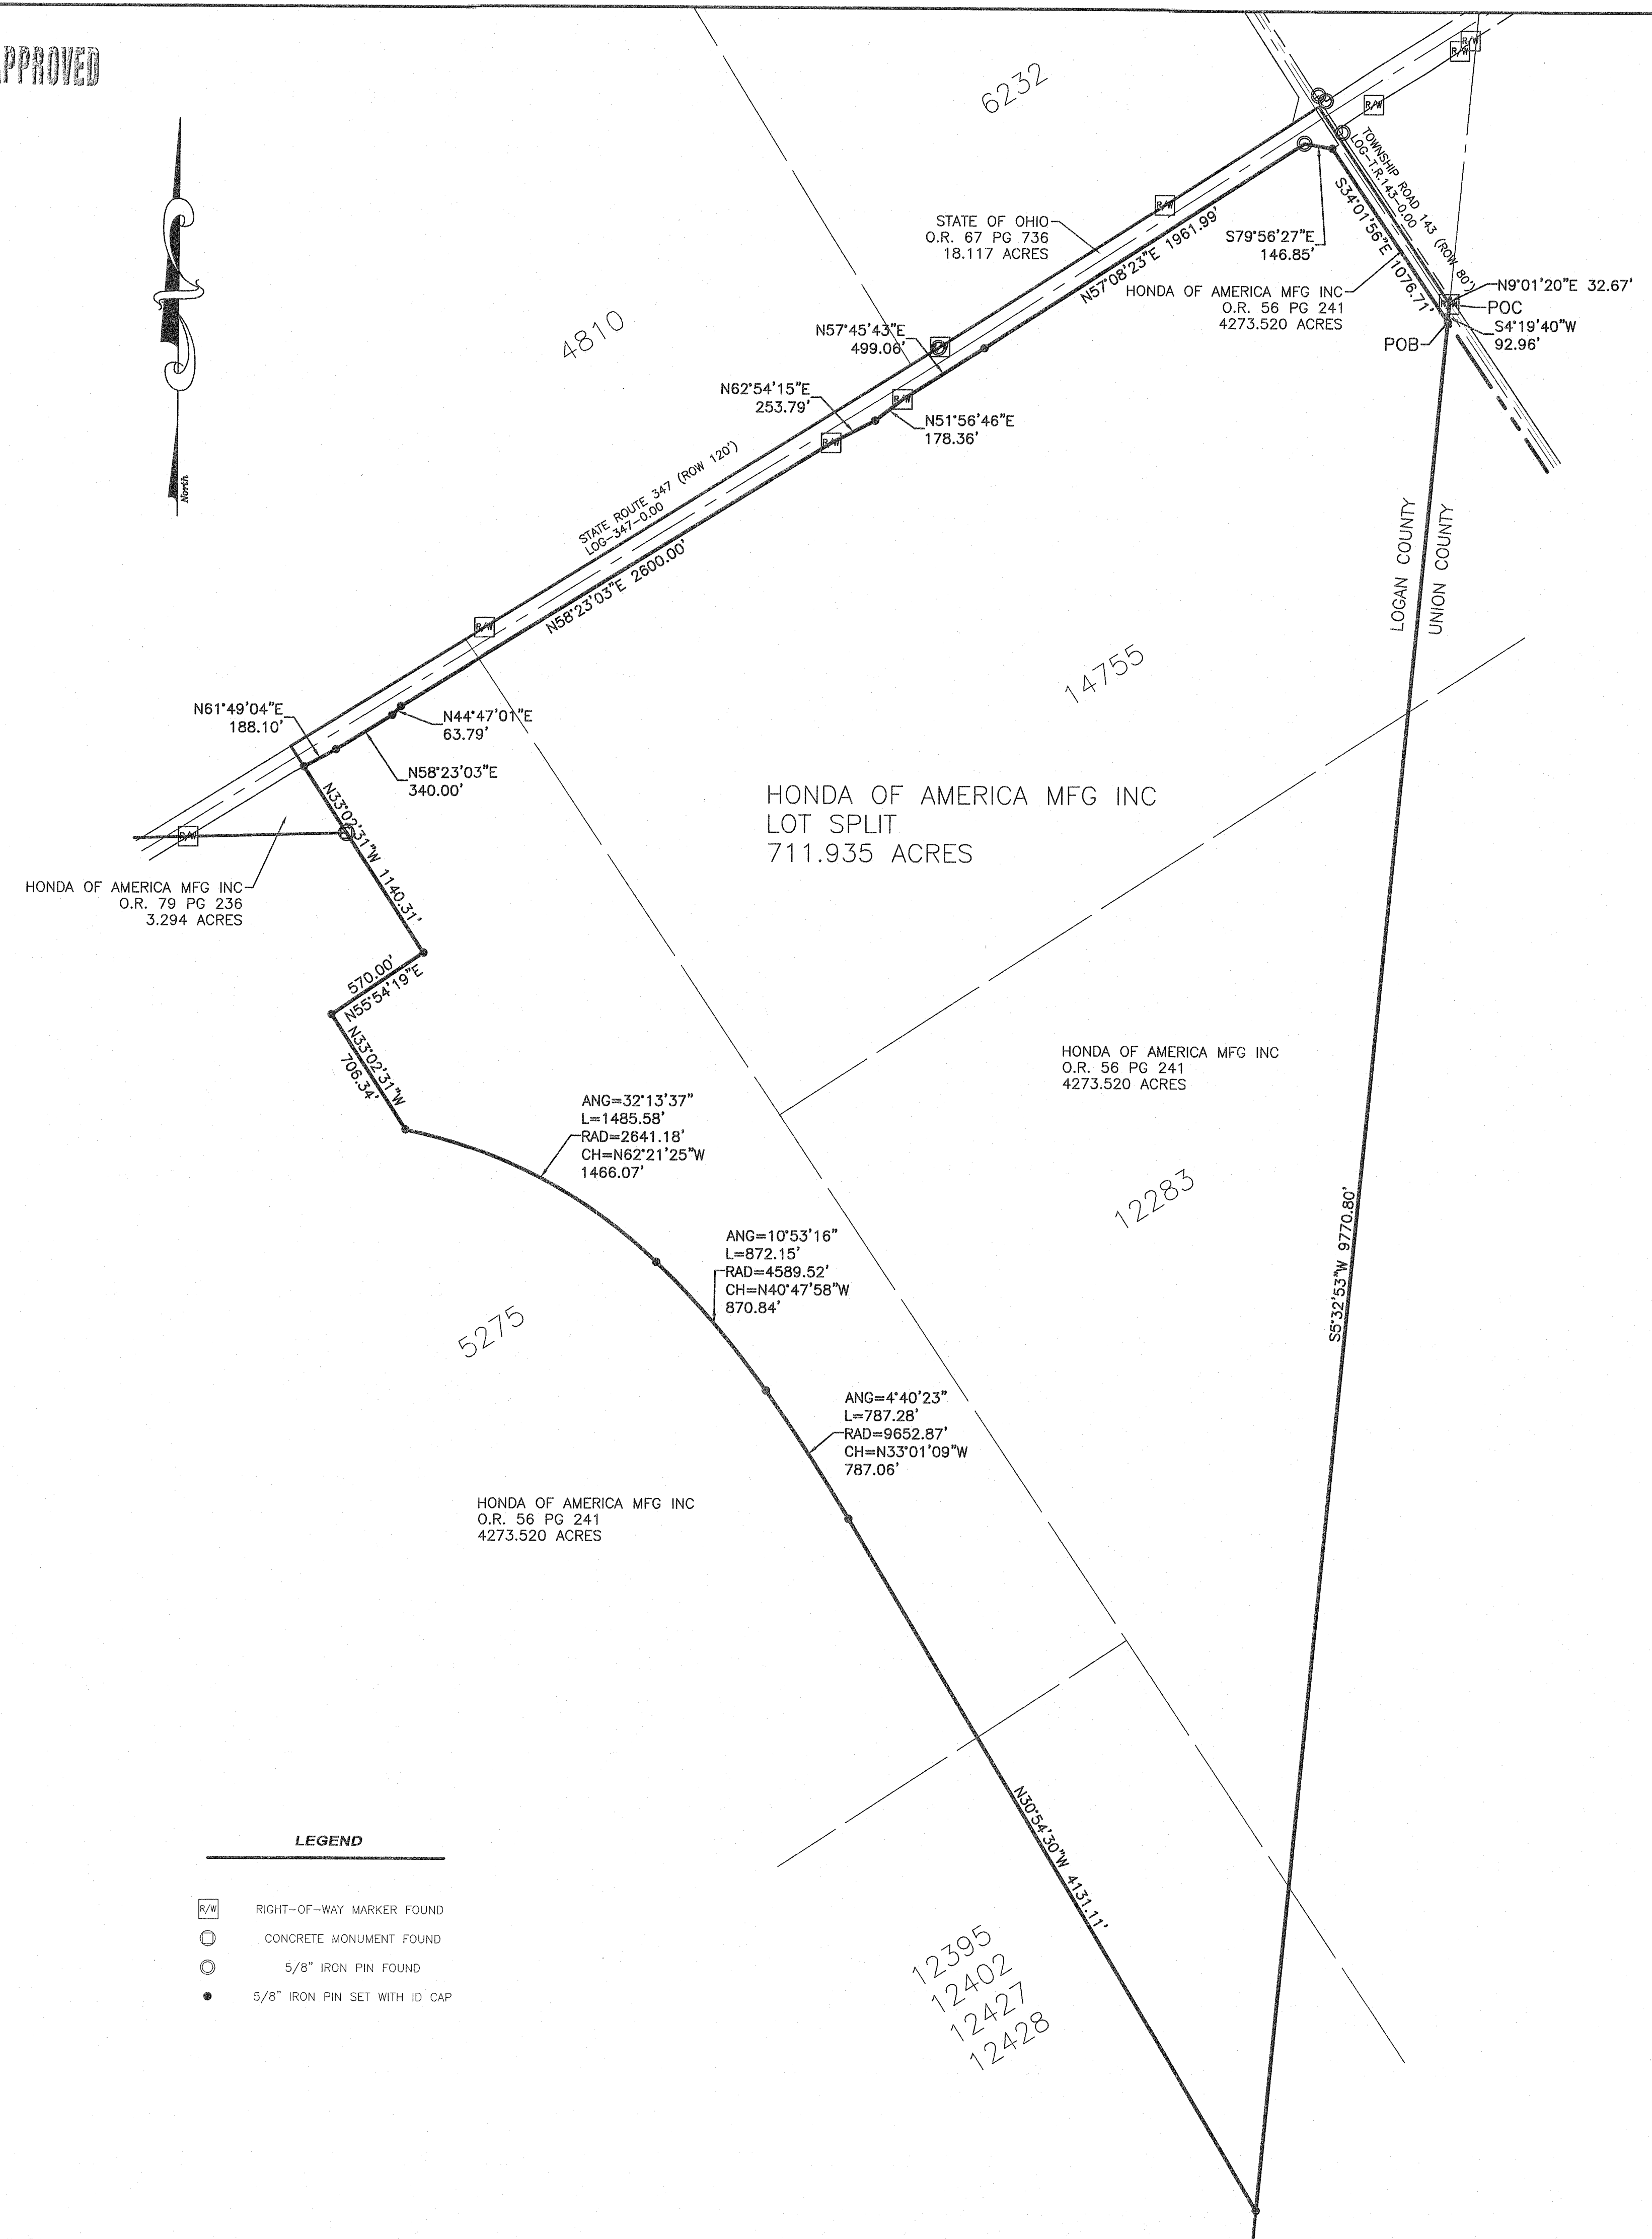 APPROVED
North
6232
4810
STATE OF OHIO
O.R. 67 PG 736
18.117 ACRES
TOWNSHIP ROAD 143 (ROW 80')
LOG-T.R.143-0.00
R/W
R/W
R/W
R/W
N57°08'23"E 1961.99'
S79°56'27"E
146.85'
S34°01'56"E 1076.71'
HONDA OF AMERICA MFG INC
O.R. 56 PG 241
4273.520 ACRES
N9°01'20"E 32.67'
R/W
POC
S4°19'40"W
92.96'
POB
N57°45'43"E
499.06'
N62°54'15"E
253.79'
R/W
N51°56'46"E
178.36'
R/W
STATE ROUTE 347 (ROW 120')
LOG-347-0.00
N58°23'03"E 2600.00'
R/W
LOGAN COUNTY
UNION COUNTY
14755
N61°49'04"E
188.10'
N44°47'01"E
63.79'
N58°23'03"E
340.00'
R/W
N33°02'31"W 1140.31'
HONDA OF AMERICA MFG INC
LOT SPLIT
711.935 ACRES
HONDA OF AMERICA MFG INC
O.R. 79 PG 236
3.294 ACRES
570.00'
N55°54'19"E
N33°02'31"W
706.34'
HONDA OF AMERICA MFG INC
O.R. 56 PG 241
4273.520 ACRES
ANG=32°13'37"
L=1485.58'
RAD=2641.18'
CH=N62°21'25"W
1466.07'
12283
S5°32'53"W 9770.80'
ANG=10°53'16"
L=872.15'
RAD=4589.52'
CH=N40°47'58"W
870.84'
5275
ANG=4°40'23"
L=787.28'
RAD=9652.87'
CH=N33°01'09"W
787.06'
HONDA OF AMERICA MFG INC
O.R. 56 PG 241
4273.520 ACRES
N30°54'30"W 4131.11'
LEGEND
R/W RIGHT-OF-WAY MARKER FOUND
CONCRETE MONUMENT FOUND
5/8" IRON PIN FOUND
5/8" IRON PIN SET WITH ID CAP
12395
12402
12427
12428